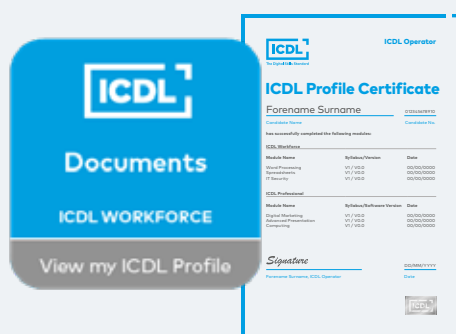 ICDL
Documents
ICDL WORKFORCE
View my ICDL Profile
ICDL
The Digital Skills Standard
ICDL Operator
ICDL Profile Certificate
Forename Surname
Candidate Name Candidate No.
has successfully completed the following modules:
ICDL Workforce
Module Name Syllabus/Version Date
Word Processing V1 / V0.0 00/00/0000
Spreadsheets V1 / V0.0 00/00/0000
IT Security V1 / V0.0 00/00/0000
ICDL Professional
Module Name Syllabus/Software Version Date
Digital Marketing V1 / V0.0 00/00/0000
Advanced Presentation V1 / V0.0 00/00/0000
Computing V1 / V0.0 00/00/0000
Signature DD/MM/YYYY
Forename Surname, ICDL Operator Date
ICDL